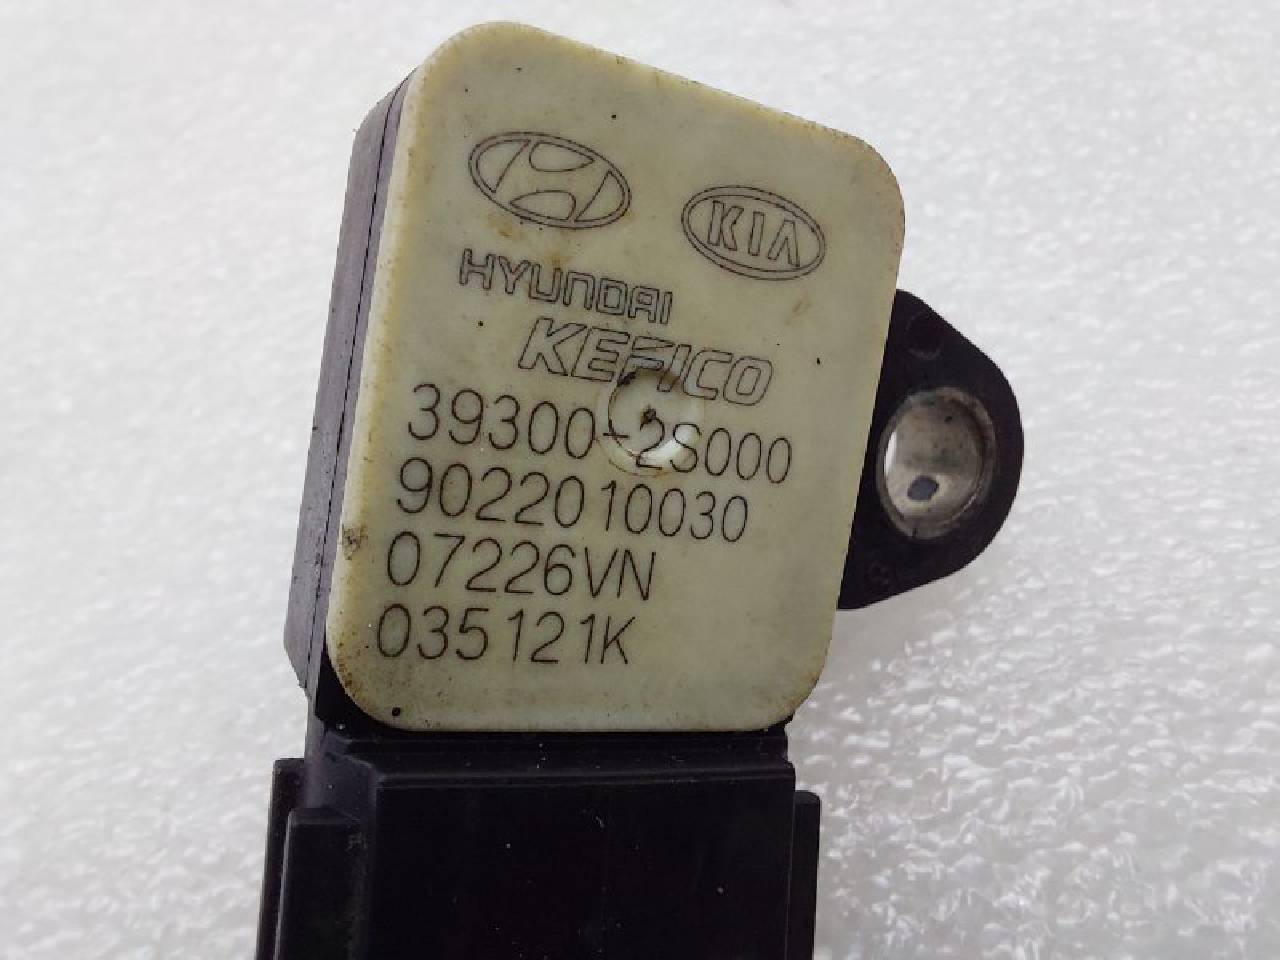 KIA
HYUNDAI
KEFICO
39300-2S000
9022010030
07226VN
035121K